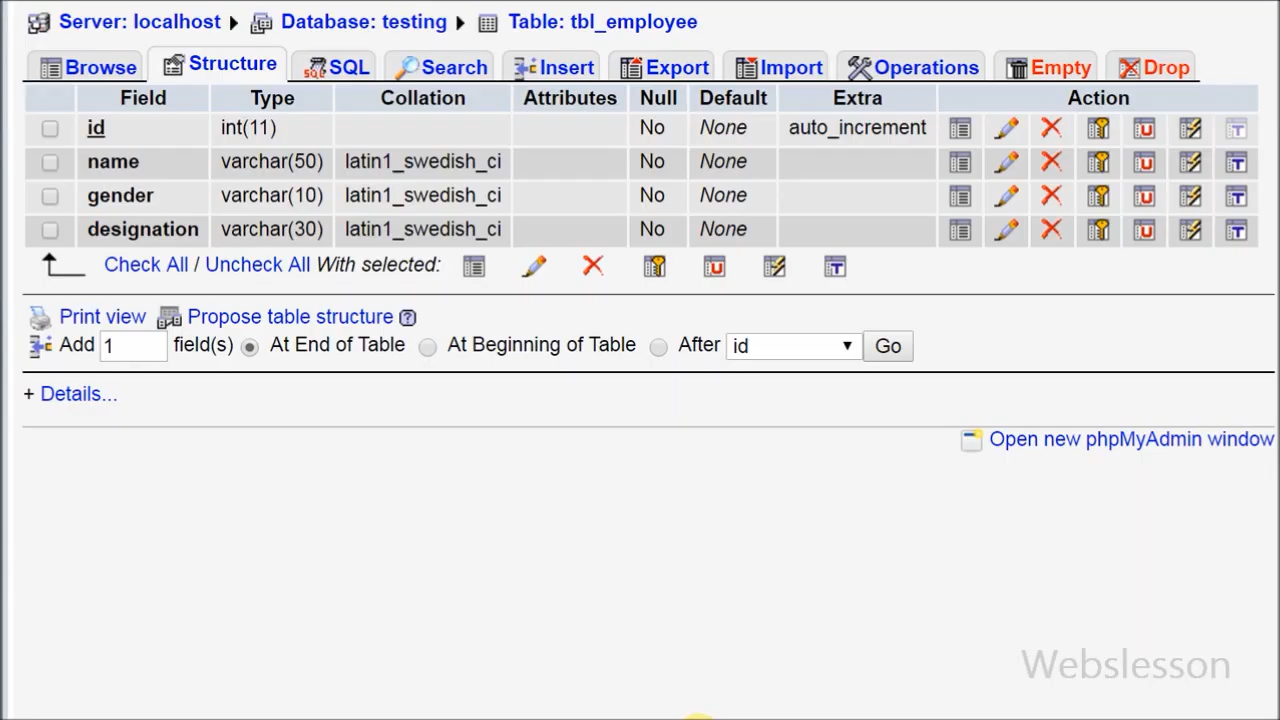 Server: localhost Database: testing Table: tbl_employee
Browse Structure SQL Search Insert Export Import Operations Empty Drop
Field Type Collation Attributes Null Default Extra Action
id int(11) No None auto_increment
name varchar(50) latin1_swedish_ci No None
gender varchar(10) latin1_swedish_ci No None
designation varchar(30) latin1_swedish_ci No None
Check All / Uncheck All With selected:
Print view Propose table structure
Add 1 field(s) At End of Table At Beginning of Table After id Go
+ Details...
Open new phpMyAdmin window
Webslesson